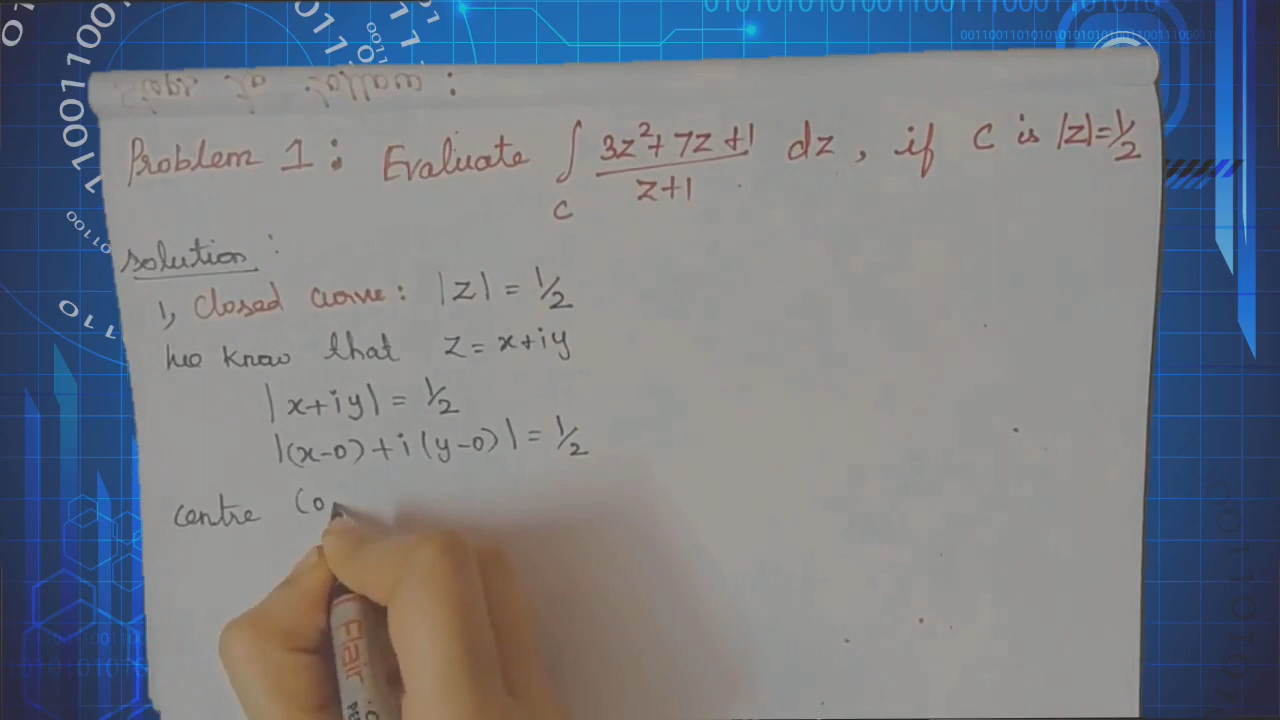 Problem 1 : Evaluate ∫_C (3z²+7z+1)/(z+1) dz , if C is |z|=1/2
Solution :
1, Closed curve : |z| = 1/2
We know that z = x+iy
|x+iy| = 1/2
|(x-0)+i(y-0)| = 1/2
centre (0
Flair